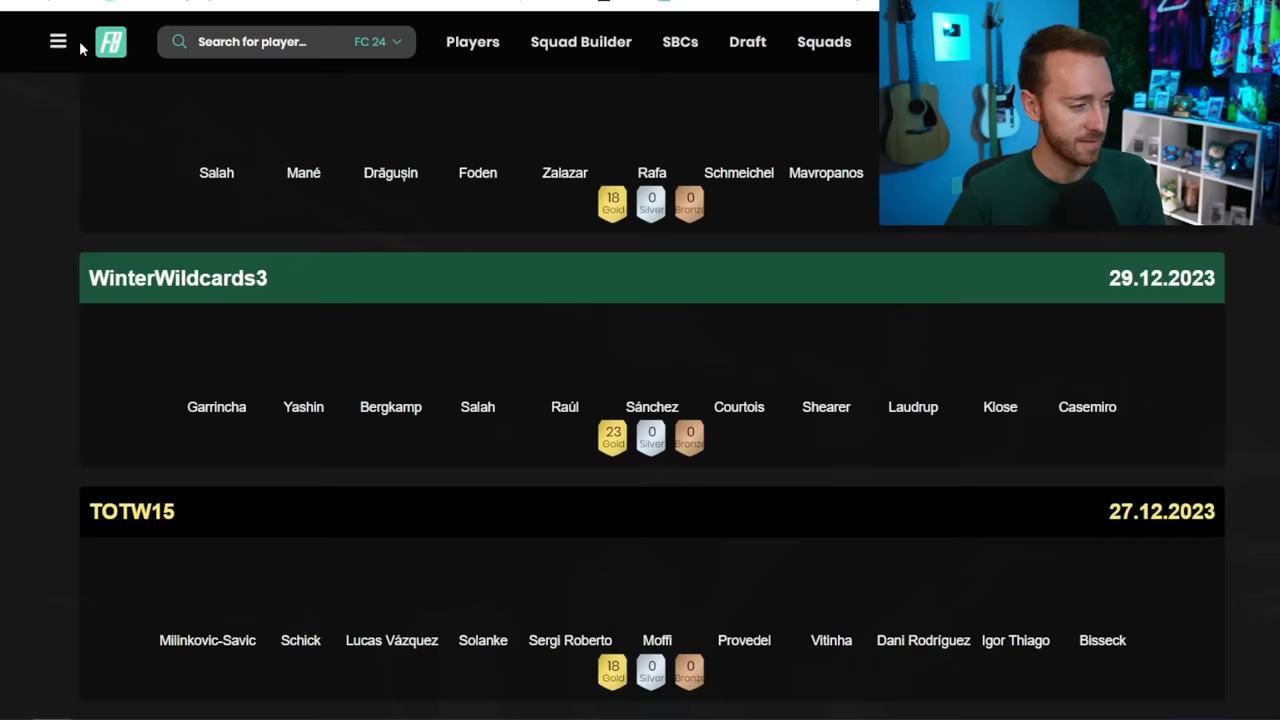 FB Search for player... FC 24 Players Squad Builder SBCs Draft Squads
Salah Mané Drăgușin Foden Zalazar Rafa Schmeichel Mavropanos
18 0 0
Gold Silver Bronze
WinterWildcards3 29.12.2023
Garrincha Yashin Bergkamp Salah Raúl Sánchez Courtois Shearer Laudrup Klose Casemiro
23 0 0
Gold Silver Bronze
TOTW15 27.12.2023
Milinkovic-Savic Schick Lucas Vázquez Solanke Sergi Roberto Moffi Provedel Vitinha Dani Rodríguez Igor Thiago Bisseck
18 0 0
Gold Silver Bronze